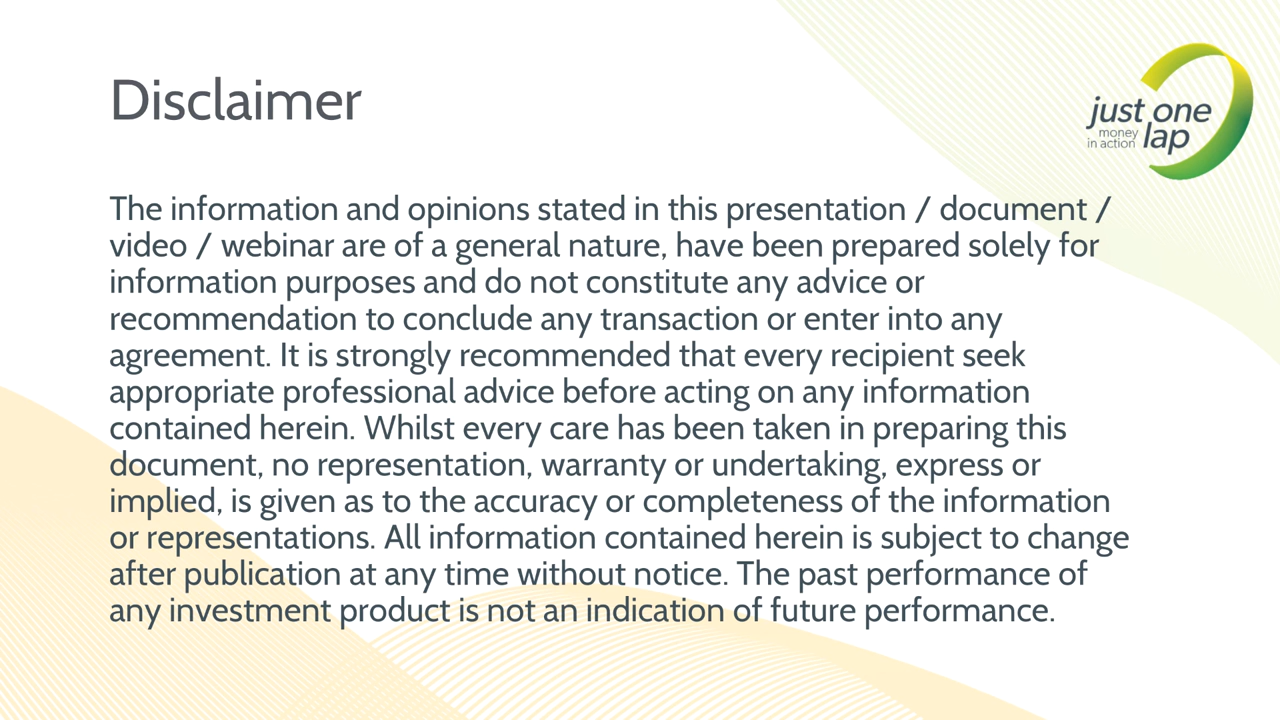 Disclaimer
just one
money
in action
lap
The information and opinions stated in this presentation / document /
video / webinar are of a general nature, have been prepared solely for
information purposes and do not constitute any advice or
recommendation to conclude any transaction or enter into any
agreement. It is strongly recommended that every recipient seek
appropriate professional advice before acting on any information
contained herein. Whilst every care has been taken in preparing this
document, no representation, warranty or undertaking, express or
implied, is given as to the accuracy or completeness of the information
or representations. All information contained herein is subject to change
after publication at any time without notice. The past performance of
any investment product is not an indication of future performance.